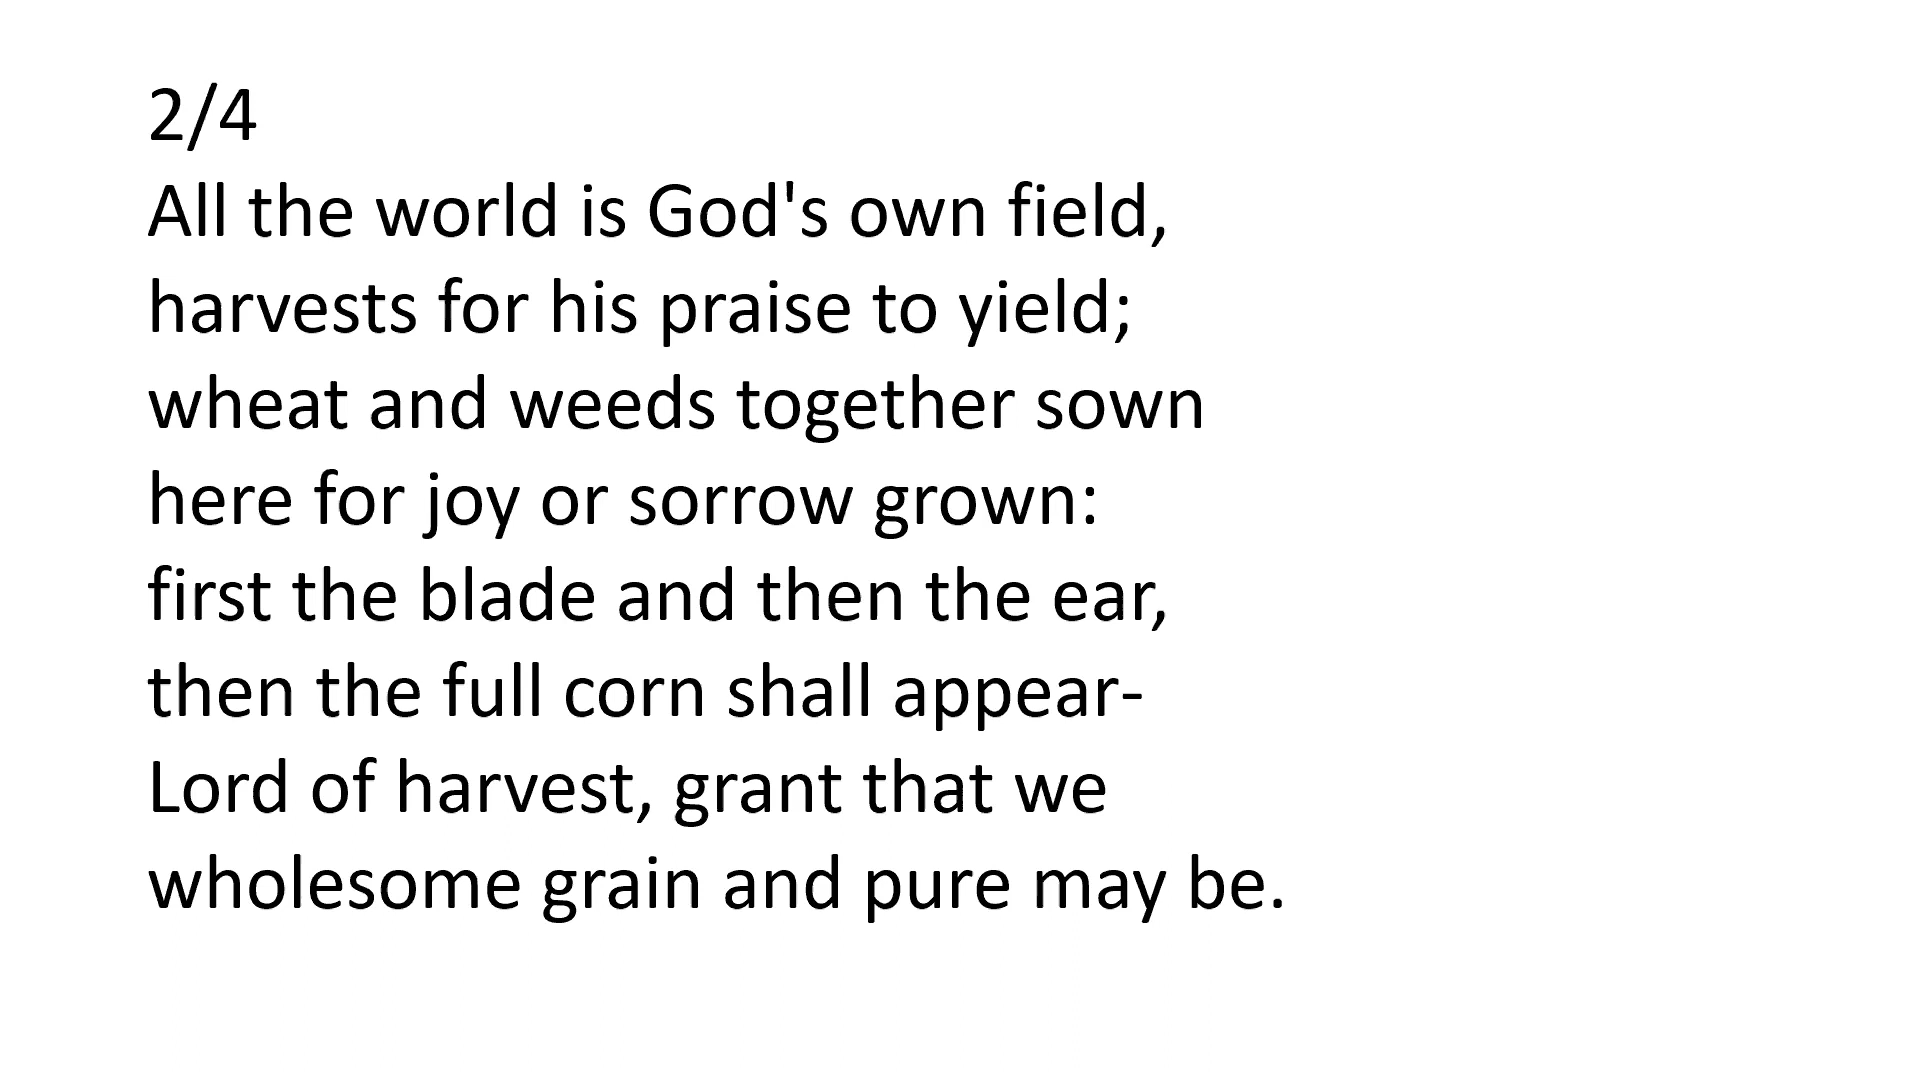 2/4
All the world is God's own field,
harvests for his praise to yield;
wheat and weeds together sown
here for joy or sorrow grown:
first the blade and then the ear,
then the full corn shall appear-
Lord of harvest, grant that we
wholesome grain and pure may be.